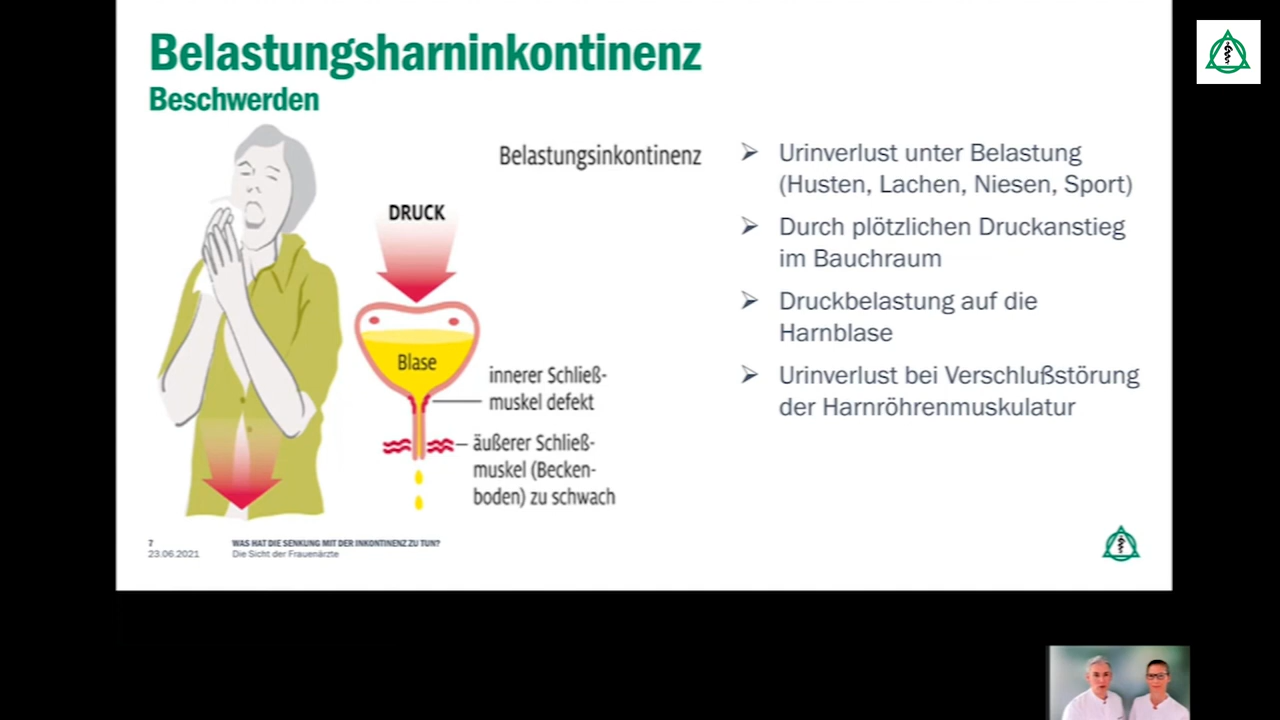 Belastungsharninkontinenz
Beschwerden
Belastungsinkontinenz
DRUCK
Blase
innerer Schließ-
muskel defekt
äußerer Schließ-
muskel (Becken-
boden) zu schwach
Urinverlust unter Belastung
(Husten, Lachen, Niesen, Sport)
Durch plötzlichen Druckanstieg
im Bauchraum
Druckbelastung auf die
Harnblase
Urinverlust bei Verschlußstörung
der Harnröhrenmuskulatur
7
23.06.2021
WAS HAT DIE SENKUNG MIT DER INKONTINENZ ZU TUN?
Die Sicht der Frauenärzte